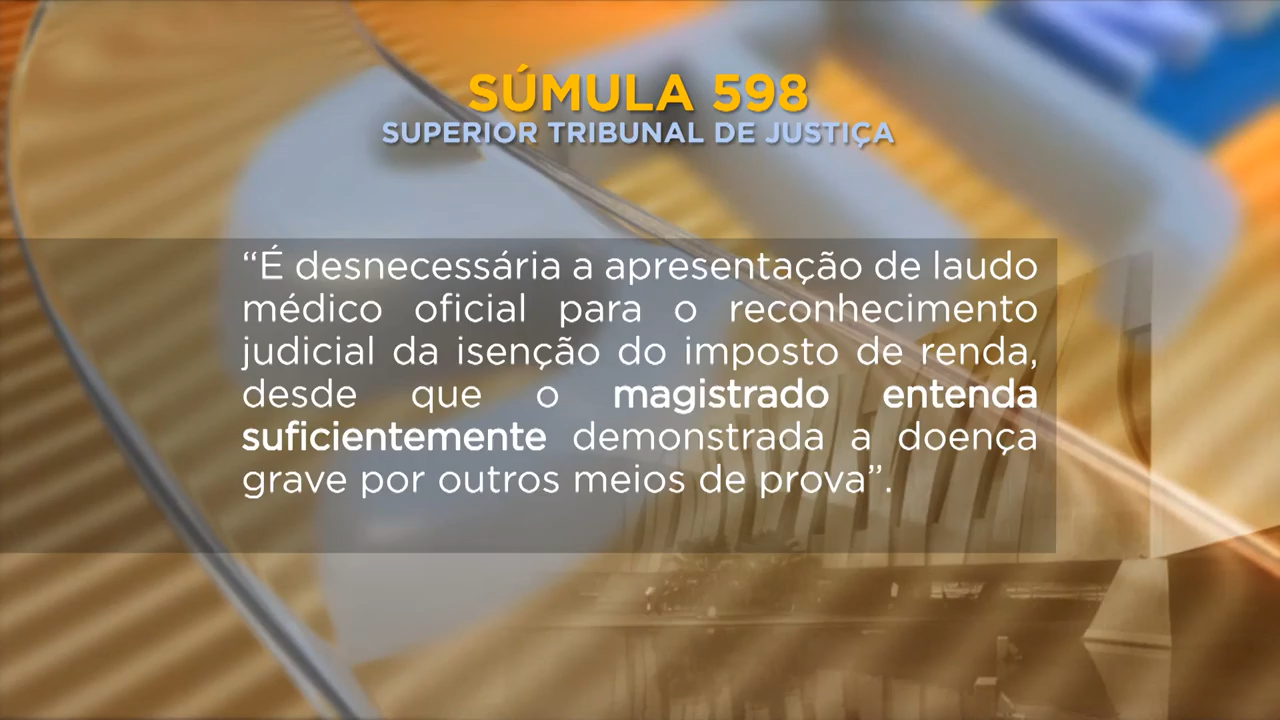 SÚMULA 598
SUPERIOR TRIBUNAL DE JUSTIÇA
“É desnecessária a apresentação de laudo
médico oficial para o reconhecimento
judicial da isenção do imposto de renda,
desde que o magistrado entenda
suficientemente demonstrada a doença
grave por outros meios de prova”.